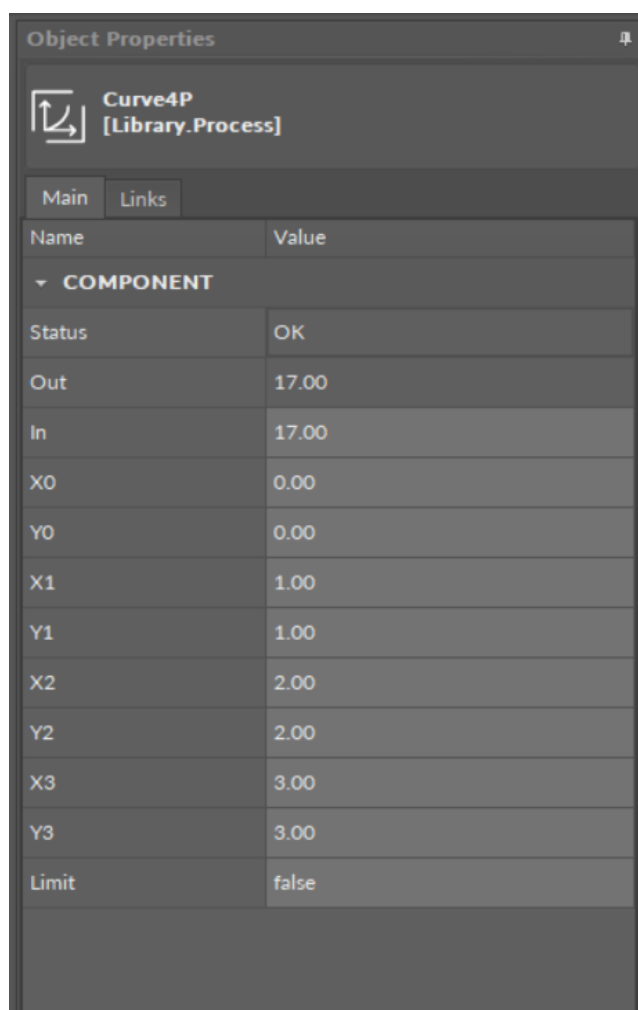 Object Properties
Curve4P
[Library.Process]
Main Links
Name Value
COMPONENT
Status OK
Out 17.00
In 17.00
X0 0.00
Y0 0.00
X1 1.00
Y1 1.00
X2 2.00
Y2 2.00
X3 3.00
Y3 3.00
Limit false